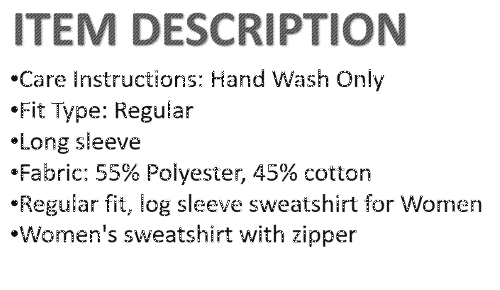 ITEM DESCRIPTION
•Care Instructions: Hand Wash Only
•Fit Type: Regular
•Long sleeve
•Fabric: 55% Polyester, 45% cotton
•Regular fit, log sleeve sweatshirt for Women
•Women's sweatshirt with zipper